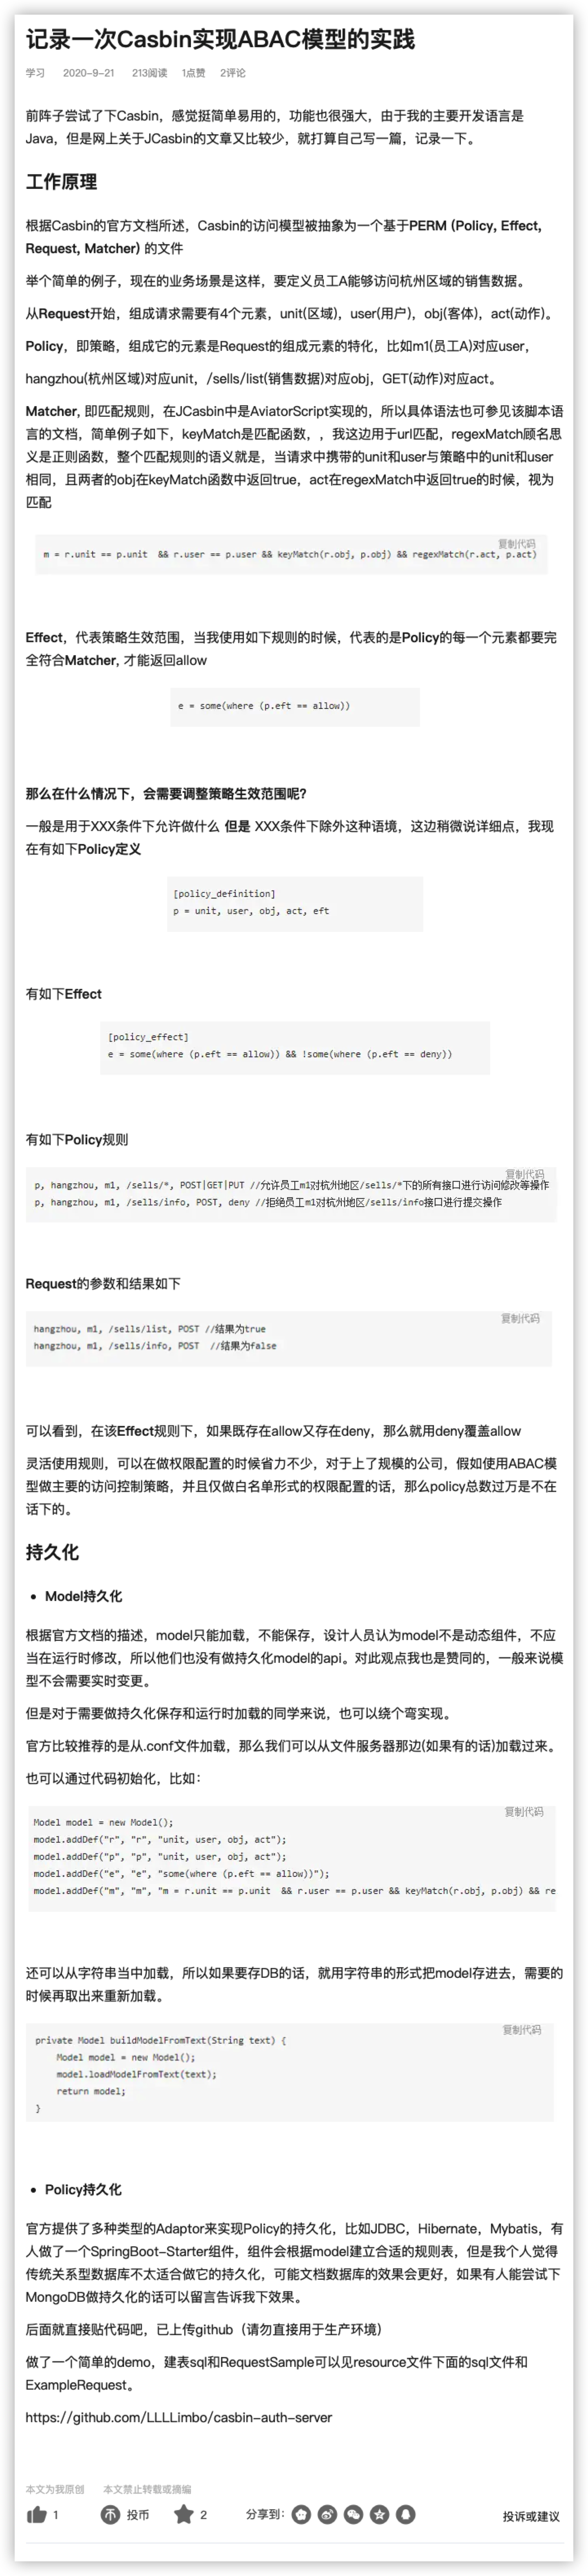 记录一次Casbin实现ABAC模型的实践
学习 2020-9-21 213阅读 1点赞 2评论
前阵子尝试了下Casbin，感觉挺简单易用的，功能也很强大，由于我的主要开发语言是
Java，但是网上关于JCasbin的文章又比较少，就打算自己写一篇，记录一下。
工作原理
根据Casbin的官方文档所述，Casbin的访问模型被抽象为一个基于PERM (Policy, Effect,
Request, Matcher) 的文件
举个简单的例子，现在的业务场景是这样，要定义员工A能够访问杭州区域的销售数据。
从Request开始，组成请求需要有4个元素，unit(区域)，user(用户)，obj(客体)，act(动作)。
Policy，即策略，组成它的元素是Request的组成元素的特化，比如m1(员工A)对应user，
hangzhou(杭州区域)对应unit，/sells/list(销售数据)对应obj，GET(动作)对应act。
Matcher, 即匹配规则，在JCasbin中是AviatorScript实现的，所以具体语法也可参见该脚本语
言的文档，简单例子如下，keyMatch是匹配函数，，我这边用于url匹配，regexMatch顾名思
义是正则函数，整个匹配规则的语义就是，当请求中携带的unit和user与策略中的unit和user
相同，且两者的obj在keyMatch函数中返回true，act在regexMatch中返回true的时候，视为
匹配
复制代码
m = r.unit == p.unit  && r.user == p.user && keyMatch(r.obj, p.obj) && regexMatch(r.act, p.act)
Effect，代表策略生效范围，当我使用如下规则的时候，代表的是Policy的每一个元素都要完
全符合Matcher, 才能返回allow
e = some(where (p.eft == allow))
那么在什么情况下，会需要调整策略生效范围呢?
一般是用于XXX条件下允许做什么 但是 XXX条件下除外这种语境，这边稍微说详细点，我现
在有如下Policy定义
[policy_definition]
p = unit, user, obj, act, eft
有如下Effect
[policy_effect]
e = some(where (p.eft == allow)) && !some(where (p.eft == deny))
有如下Policy规则
复制代码
p, hangzhou, m1, /sells/*, POST|GET|PUT //允许员工m1对杭州地区/sells/*下的所有接口进行访问修改等操作
p, hangzhou, m1, /sells/info, POST, deny //拒绝员工m1对杭州地区/sells/info接口进行提交操作
Request的参数和结果如下
复制代码
hangzhou, m1, /sells/list, POST //结果为true
hangzhou, m1, /sells/info, POST  //结果为false
可以看到，在该Effect规则下，如果既存在allow又存在deny，那么就用deny覆盖allow
灵活使用规则，可以在做权限配置的时候省力不少，对于上了规模的公司，假如使用ABAC模
型做主要的访问控制策略，并且仅做白名单形式的权限配置的话，那么policy总数过万是不在
话下的。
持久化
• Model持久化
根据官方文档的描述，model只能加载，不能保存，设计人员认为model不是动态组件，不应
当在运行时修改，所以他们也没有做持久化model的api。对此观点我也是赞同的，一般来说模
型不会需要实时变更。
但是对于需要做持久化保存和运行时加载的同学来说，也可以绕个弯实现。
官方比较推荐的是从.conf文件加载，那么我们可以从文件服务器那边(如果有的话)加载过来。
也可以通过代码初始化，比如：
复制代码
Model model = new Model();
model.addDef("r", "r", "unit, user, obj, act");
model.addDef("p", "p", "unit, user, obj, act");
model.addDef("e", "e", "some(where (p.eft == allow))");
model.addDef("m", "m", "m = r.unit == p.unit  && r.user == p.user && keyMatch(r.obj, p.obj) && re
还可以从字符串当中加载，所以如果要存DB的话，就用字符串的形式把model存进去，需要的
时候再取出来重新加载。
复制代码
private Model buildModelFromText(String text) {
    Model model = new Model();
    model.loadModelFromText(text);
    return model;
}
• Policy持久化
官方提供了多种类型的Adaptor来实现Policy的持久化，比如JDBC，Hibernate，Mybatis，有
人做了一个SpringBoot-Starter组件，组件会根据model建立合适的规则表，但是我个人觉得
传统关系型数据库不太适合做它的持久化，可能文档数据库的效果会更好，如果有人能尝试下
MongoDB做持久化的话可以留言告诉我下效果。
后面就直接贴代码吧，已上传github（请勿直接用于生产环境）
做了一个简单的demo，建表sql和RequestSample可以见resource文件下面的sql文件和
ExampleRequest。
https://github.com/LLLLimbo/casbin-auth-server
本文为我原创 本文禁止转载或摘编
1 投币 2 分享到： 投诉或建议